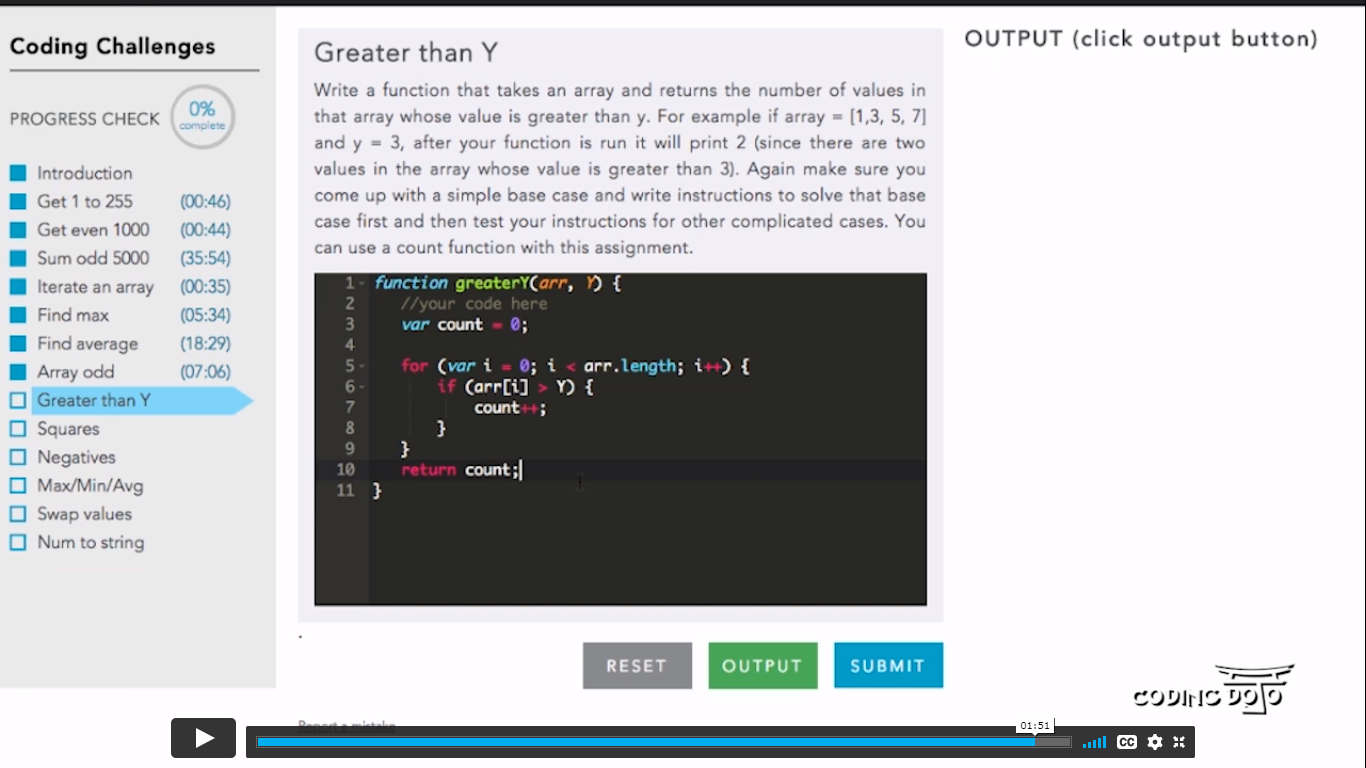 Coding Challenges
PROGRESS CHECK
0%
complete
Introduction
Get 1 to 255 (00:46)
Get even 1000 (00:44)
Sum odd 5000 (35:54)
Iterate an array (00:35)
Find max (05:34)
Find average (18:29)
Array odd (07:06)
Greater than Y
Squares
Negatives
Max/Min/Avg
Swap values
Num to string
Greater than Y
Write a function that takes an array and returns the number of values in
that array whose value is greater than y. For example if array = [1,3, 5, 7]
and y = 3, after your function is run it will print 2 (since there are two
values in the array whose value is greater than 3). Again make sure you
come up with a simple base case and write instructions to solve that base
case first and then test your instructions for other complicated cases. You
can use a count function with this assignment.
1 function greaterY(arr, Y) {
2 //your code here
3 var count = 0;
4
5 for (var i = 0; i < arr.length; i++) {
6 if (arr[i] > Y) {
7 count++;
8 }
9 }
10 return count;
11 }
RESET
OUTPUT
SUBMIT
Report a mistake
OUTPUT (click output button)
CODING DOJO
01:51
CC